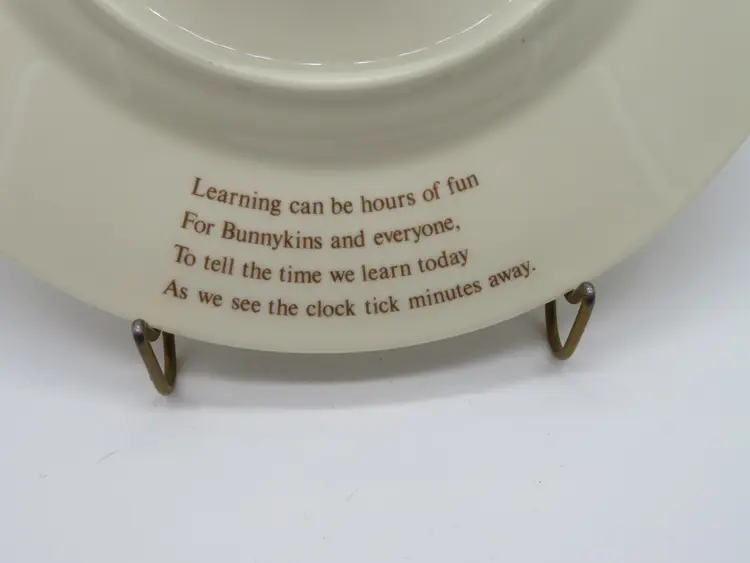 Learning can be hours of fun
For Bunnykins and everyone,
To tell the time we learn today
As we see the clock tick minutes away.